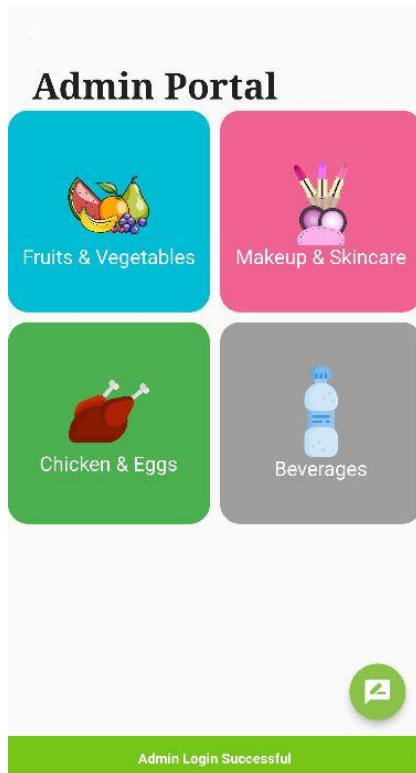 Admin Portal
Fruits & Vegetables
Makeup & Skincare
Chicken & Eggs
Beverages
Admin Login Successful